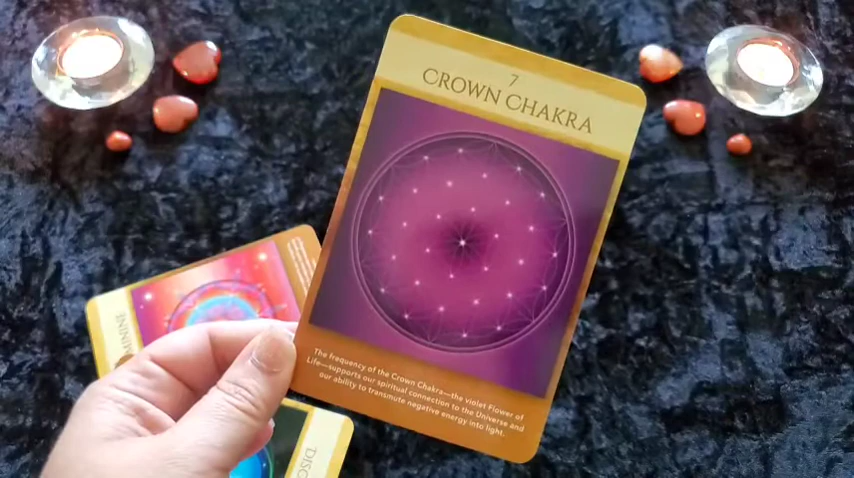 7
CROWN CHAKRA
The frequency of the Crown Chakra—the violet Flower of
Life—supports our spiritual connection to the Universe and
our ability to transmute negative energy into light.